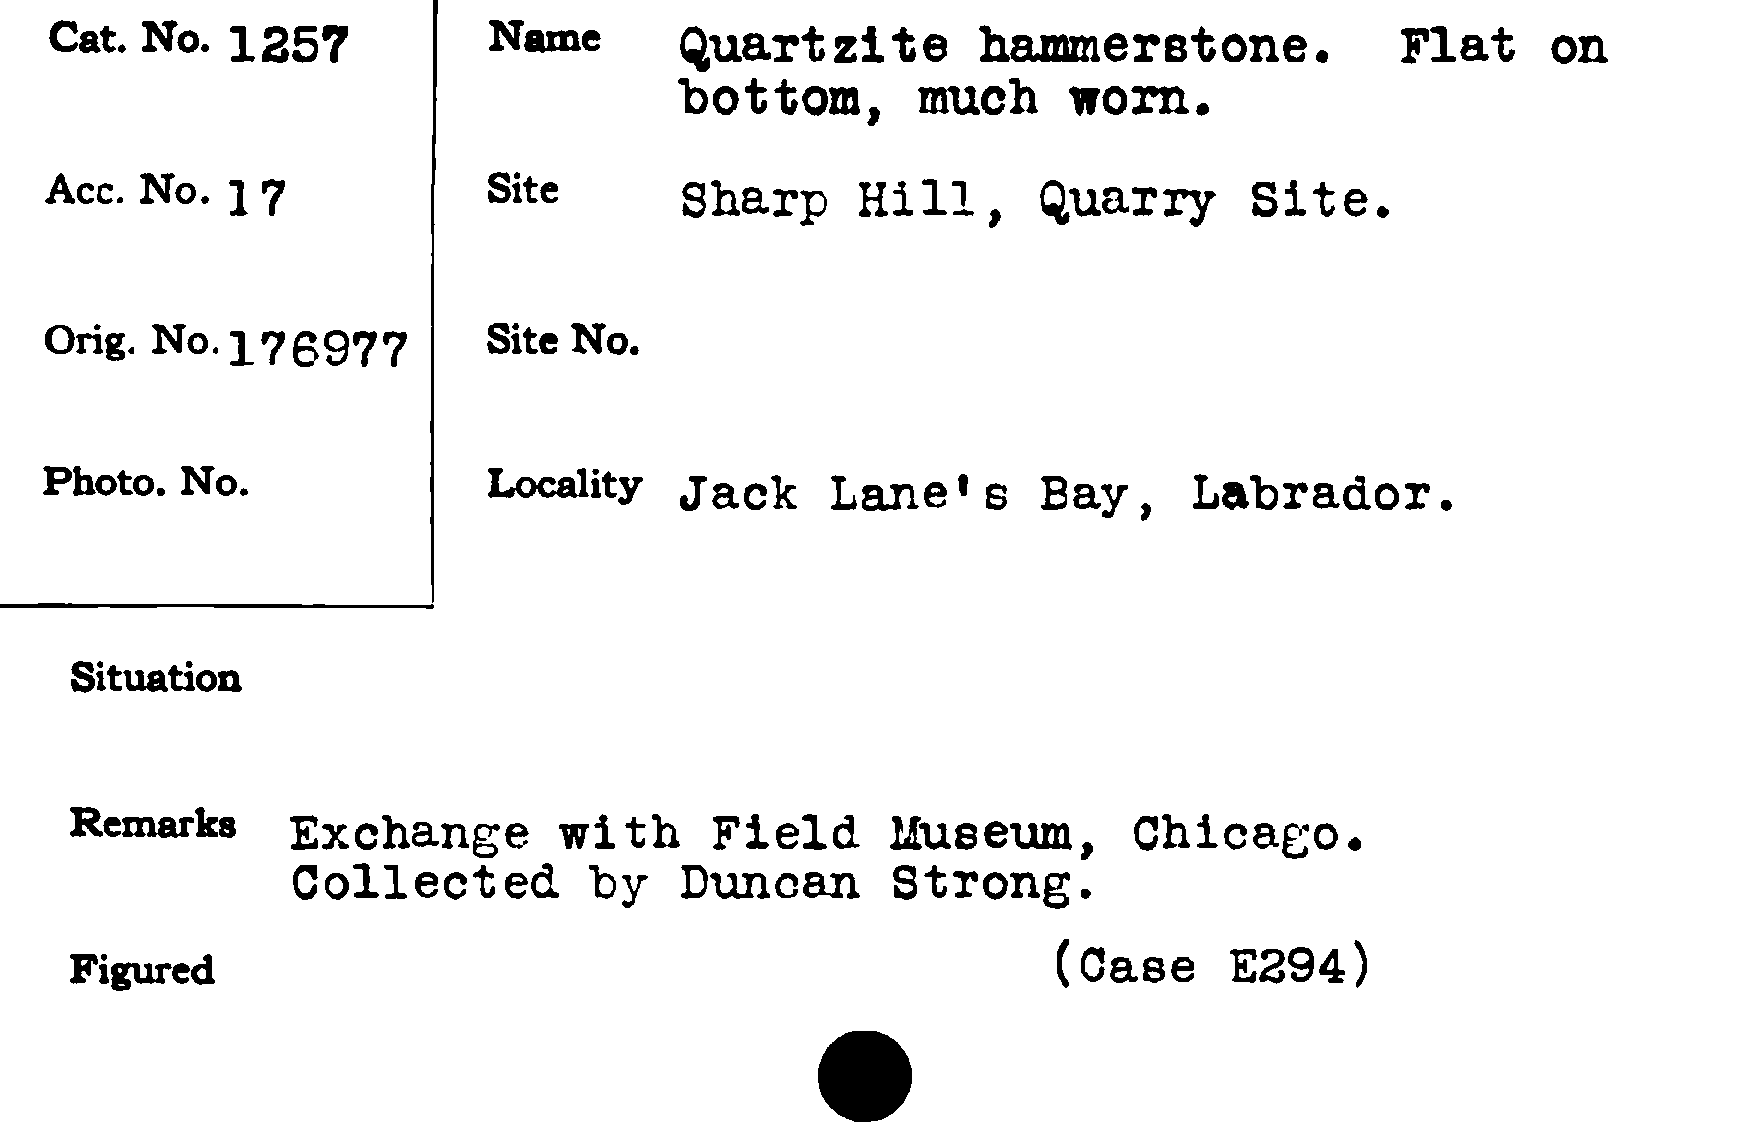 Cat. No. 1257
Name Quartzite hammerstone. Flat on
bottom, much worn.
Acc. No. 17
Site Sharp Hill, Quarry Site.
Orig. No. 176977
Site No.
Photo. No.
Locality Jack Lane's Bay, Labrador.
Situation
Remarks Exchange with Field Museum, Chicago.
Collected by Duncan Strong.
Figured (Case E294)